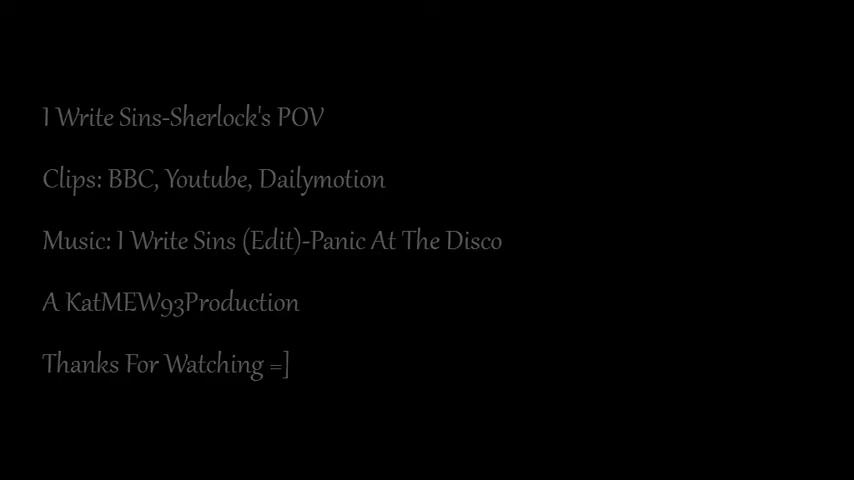 I Write Sins-Sherlock's POV
Clips: BBC, Youtube, Dailymotion
Music: I Write Sins (Edit)-Panic At The Disco
A KatMEW93Production
Thanks For Watching =]